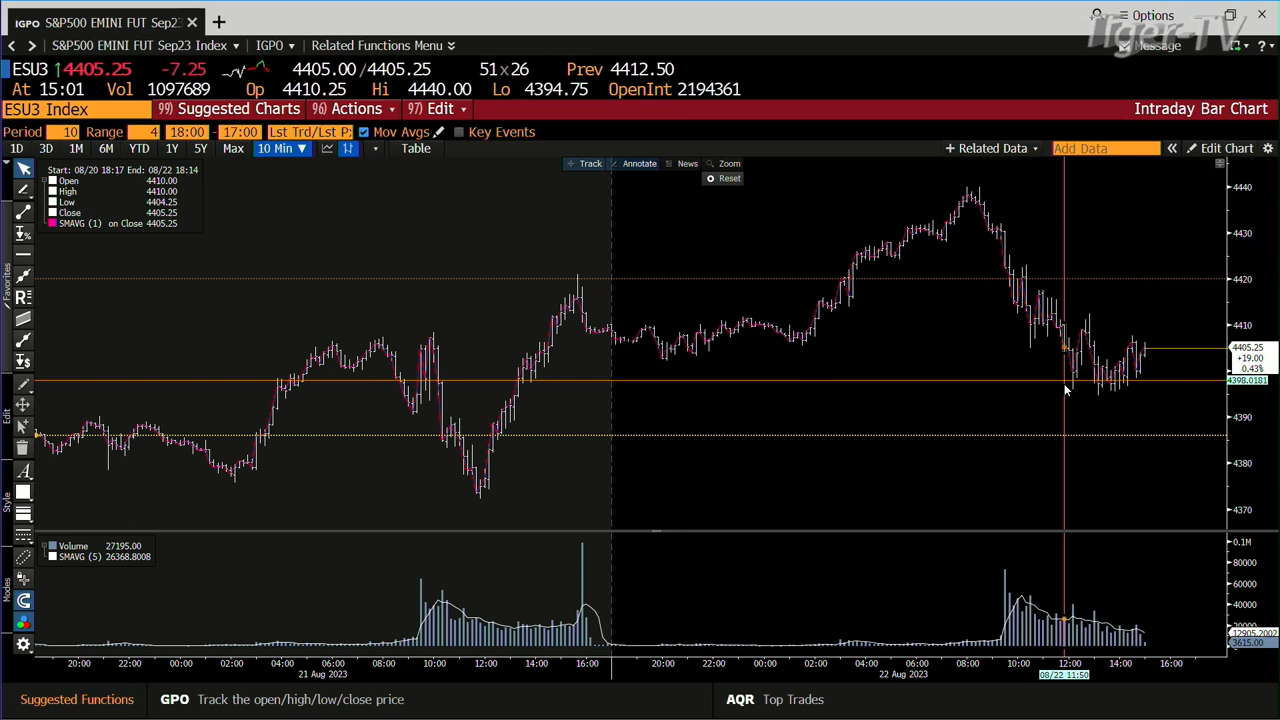 IGPO S&P500 EMINI FUT Sep23
Options
Tiger-TV
S&P500 EMINI FUT Sep23 Index IGPO Related Functions Menu
Message
ESU3 ↑4405.25 -7.25 4405.00/4405.25 51x26 Prev 4412.50
At 15:01 Vol 1097689 Op 4410.25 Hi 4440.00 Lo 4394.75 OpenInt 2194361
ESU3 Index 99) Suggested Charts 96) Actions 97) Edit Intraday Bar Chart
Period 10 Range 4 18:00 - 17:00 Lst Trd/Lst P Mov Avgs Key Events
1D 3D 1M 6M YTD 1Y 5Y Max 10 Min Table + Related Data Add Data Edit Chart
Track Annotate News Zoom
Reset
Start: 08/20 18:17 End: 08/22 18:14
Open 4410.00
High 4410.00
Low 4404.25
Close 4405.25
SMAVG (1) on Close 4405.25
4440
4430
4420
4410
4405.25
+19.00
0.43%
4398.0181
4390
4380
4370
Favorites
Edit
Style
Modes
Volume 27195.00
SMAVG (5) 26368.8008
0.1M
80000
60000
40000
20000
12905.2002
3615.00
20:00 22:00 00:00 02:00 04:00 06:00 08:00 10:00 12:00 14:00 16:00 20:00 22:00 00:00 02:00 04:00 06:00 08:00 10:00 12:00 14:00 16:00
21 Aug 2023 22 Aug 2023 08/22 11:50
Suggested Functions GPO Track the open/high/low/close price AQR Top Trades